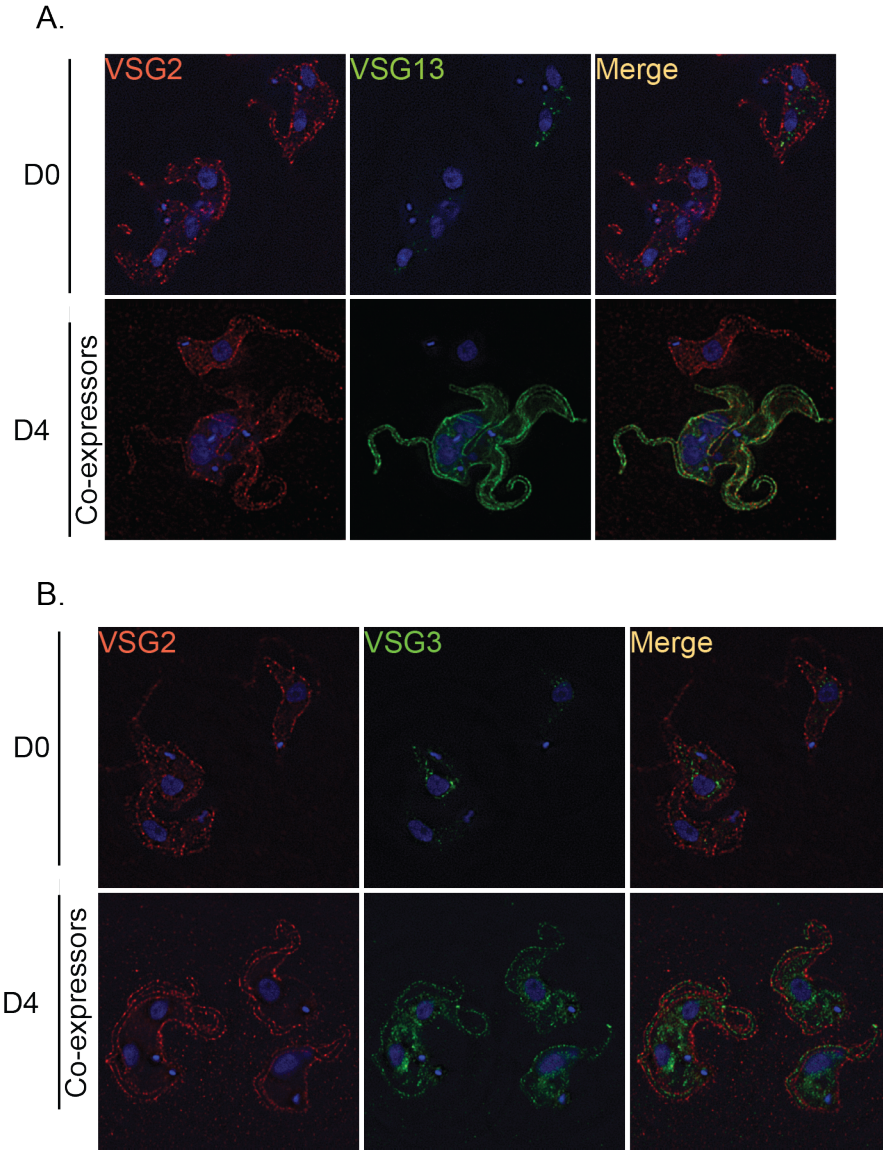 A.
VSG2 VSG13 Merge
D0
D4
Co-expressors
B.
VSG2 VSG3 Merge
D0
D4
Co-expressors